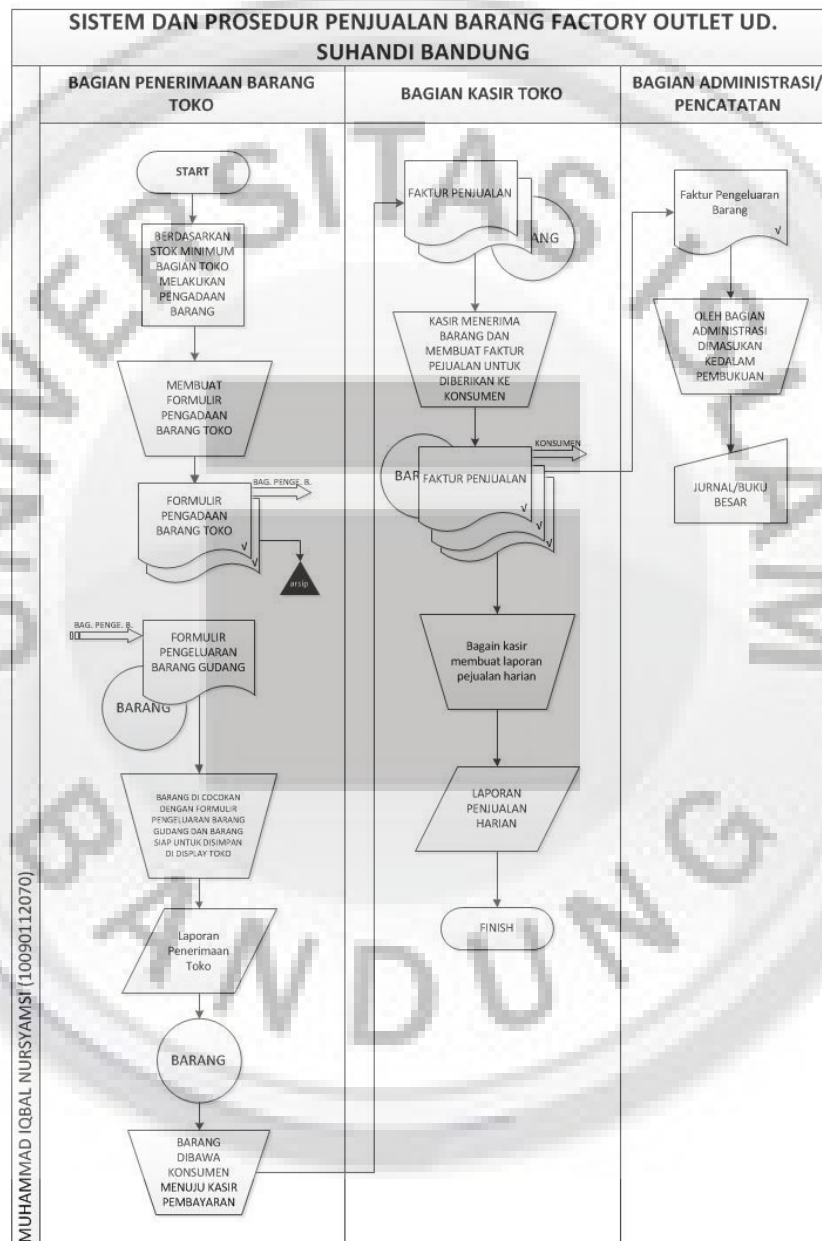 SISTEM DAN PROSEDUR PENJUALAN BARANG FACTORY OUTLET UD.
SUHANDI BANDUNG
BAGIAN PENERIMAAN BARANG
TOKO
BAGIAN KASIR TOKO
BAGIAN ADMINISTRASI/
PENCATATAN
START
BERDASARKAN
STOK MINIMUM
BAGIAN TOKO
MELAKUKAN
PENGADAAN
BARANG
MEMBUAT
FORMULIR
PENGADAAN
BARANG TOKO
FORMULIR
PENGADAAN
BARANG TOKO
√
√
BAG. PENGE. B.
arsip
BAG. PENGE. B.
FORMULIR
PENGELUARAN
BARANG GUDANG
BARANG
BARANG DI COCOKAN
DENGAN FORMULIR
PENGELUARAN BARANG
GUDANG DAN BARANG
SIAP UNTUK DISIMPAN
DI DISPLAY TOKO
Laporan
Penerimaan
Toko
BARANG
BARANG
DIBAWA
KONSUMEN
MENUJU KASIR
PEMBAYARAN
FAKTUR PENJUALAN
ANG
KASIR MENERIMA
BARANG DAN
MEMBUAT FAKTUR
PEJUALAN UNTUK
DIBERIKAN KE
KONSUMEN
KONSUMEN
BAR
FAKTUR PENJUALAN
√
√
Bagain kasir
membuat laporan
pejualan harian
LAPORAN
PENJUALAN
HARIAN
FINISH
Faktur Pengeluaran
Barang
√
OLEH BAGIAN
ADMINISTRASI
DIMASUKAN
KEDALAM
PEMBUKUAN
JURNAL/BUKU
BESAR
MUHAMMAD IQBAL NURSYAMSI (10090112070)
UNIVERSITAS ISLAM
BANDUNG